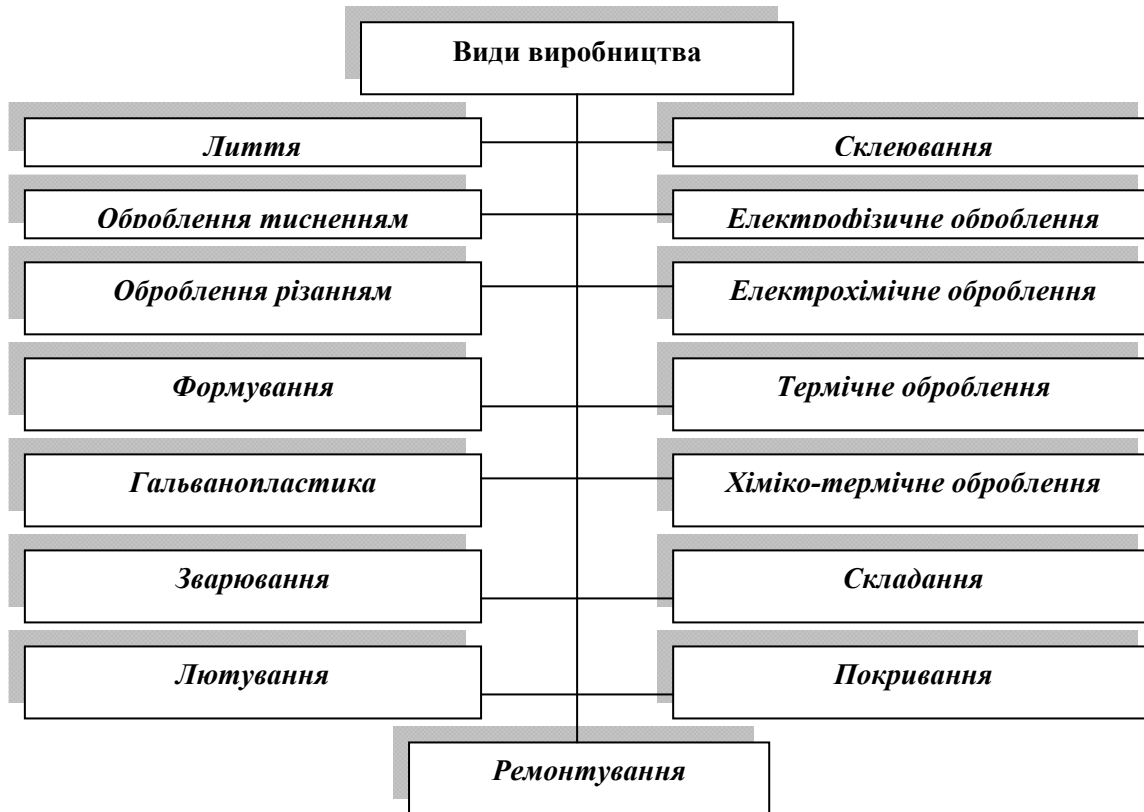 Види виробництва
Лиття
Склеювання
Оброблення тисненням
Електрофізичне оброблення
Оброблення різанням
Електрохімічне оброблення
Формування
Термічне оброблення
Гальванопластика
Хіміко-термічне оброблення
Зварювання
Складання
Лютування
Покривання
Ремонтування